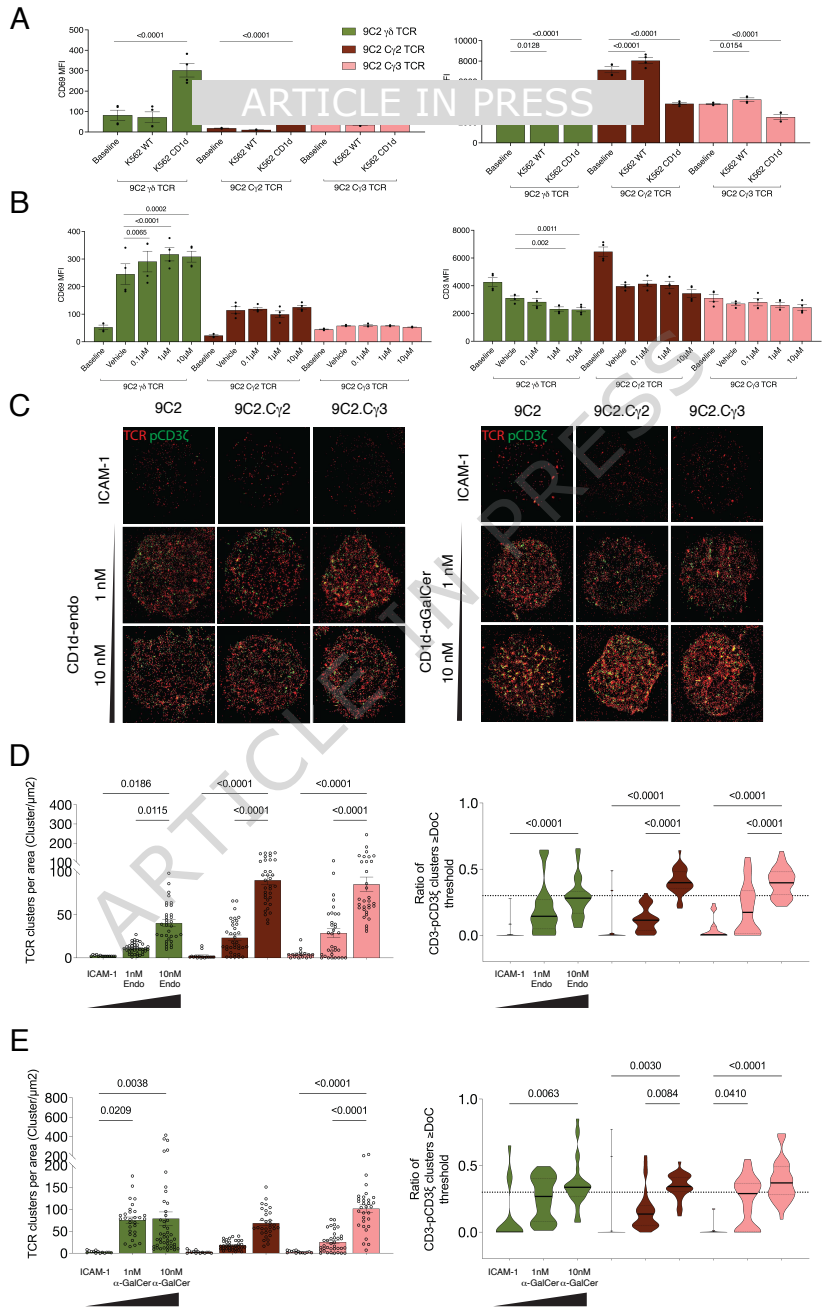 A
500
400
300
200
100
0
CD69 MFI
<0.0001
<0.0001
9C2 γδ TCR
9C2 Cγ2 TCR
9C2 Cγ3 TCR
Baseline
K562 WT
K562 CD1d
Baseline
K562 WT
K562 CD1d
Baseline
K562 WT
K562 CD1d
9C2 γδ TCR
9C2 Cγ2 TCR
9C2 Cγ3 TCR
10000
8000
6000
<0.0001
0.0128
<0.0001
<0.0001
<0.0001
0.0154
Baseline
K562 WT
K562 CD1d
Baseline
K562 WT
K562 CD1d
Baseline
K562 WT
K562 CD1d
9C2 γδ TCR
9C2 Cγ2 TCR
9C2 Cγ3 TCR
ARTICLE IN PRESS
B
400
300
200
100
0
CD69 MFI
0.0002
<0.0001
0.0065
Baseline
Vehicle
0.1µM
1µM
10µM
Baseline
Vehicle
0.1µM
1µM
10µM
Baseline
Vehicle
0.1µM
1µM
10µM
9C2 γδ TCR
9C2 Cγ2 TCR
9C2 Cγ3 TCR
8000
6000
4000
2000
0
CD3 MFI
0.0011
0.002
Baseline
Vehicle
0.1µM
1µM
10µM
Baseline
Vehicle
0.1µM
1µM
10µM
Baseline
Vehicle
0.1µM
1µM
10µM
9C2 γδ TCR
9C2 Cγ2 TCR
9C2 Cγ3 TCR
C
9C2
9C2.Cγ2
9C2.Cγ3
TCR pCD3ζ
ICAM-1
1 nM
10 nM
CD1d-endo
9C2
9C2.Cγ2
9C2.Cγ3
TCR pCD3ζ
ICAM-1
1 nM
10 nM
CD1d-αGalCer
ARTICLE IN PRESS
D
TCR clusters per area (Cluster/µm2)
400
300
200
100
100
50
0
0.0186
0.0115
<0.0001
<0.0001
<0.0001
<0.0001
ICAM-1
1nM
Endo
10nM
Endo
Ratio of
CD3-pCD3ξ clusters ≥DoC
threshold
1.0
0.5
0.0
<0.0001
<0.0001
<0.0001
<0.0001
<0.0001
ICAM-1
1nM
Endo
10nM
Endo
E
TCR clusters per area (Cluster/µm2)
800
600
400
200
200
150
100
50
0
0.0038
0.0209
<0.0001
<0.0001
ICAM-1
1nM
α-GalCer
10nM
α-GalCer
Ratio of
CD3-pCD3ξ clusters ≥DoC
threshold
1.0
0.5
0.0
0.0063
0.0030
0.0084
<0.0001
0.0410
ICAM-1
1nM
α-GalCer
10nM
α-GalCer